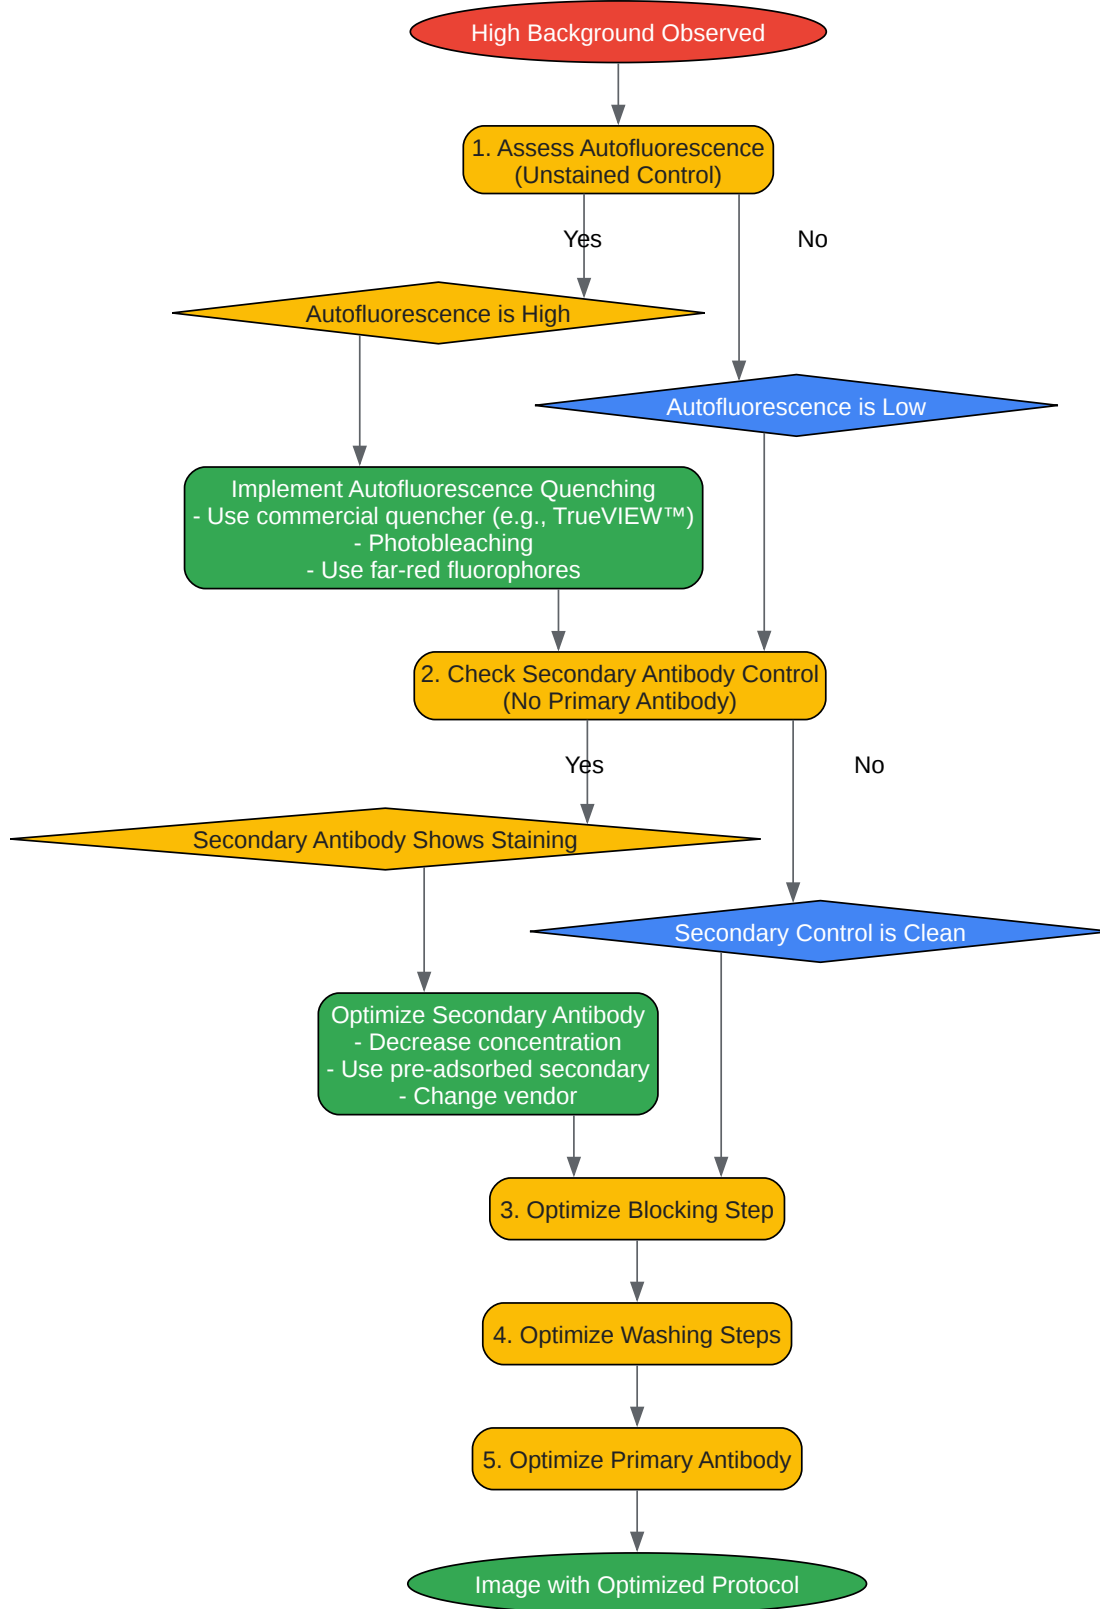 High Background Observed
1. Assess Autofluorescence
(Unstained Control)
Yes
No
Autofluorescence is High
Autofluorescence is Low
Implement Autofluorescence Quenching
- Use commercial quencher (e.g., TrueVIEW™)
- Photobleaching
- Use far-red fluorophores
2. Check Secondary Antibody Control
(No Primary Antibody)
Yes
No
Secondary Antibody Shows Staining
Secondary Control is Clean
Optimize Secondary Antibody
- Decrease concentration
- Use pre-adsorbed secondary
- Change vendor
3. Optimize Blocking Step
4. Optimize Washing Steps
5. Optimize Primary Antibody
Image with Optimized Protocol